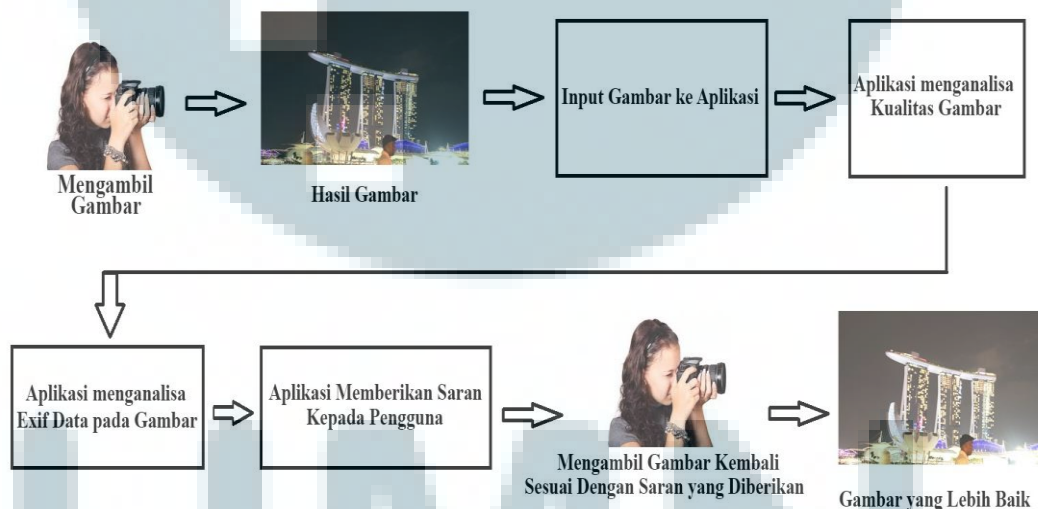 Mengambil
Gambar
Hasil Gambar
Input Gambar ke Aplikasi
Aplikasi menganalisa
Kualitas Gambar
Aplikasi menganalisa
Exif Data pada Gambar
Aplikasi Memberikan Saran
Kepada Pengguna
Mengambil Gambar Kembali
Sesuai Dengan Saran yang Diberikan
Gambar yang Lebih Baik